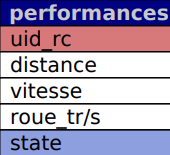 performances
uid_rc
distance
vitesse
roue_tr/s
state